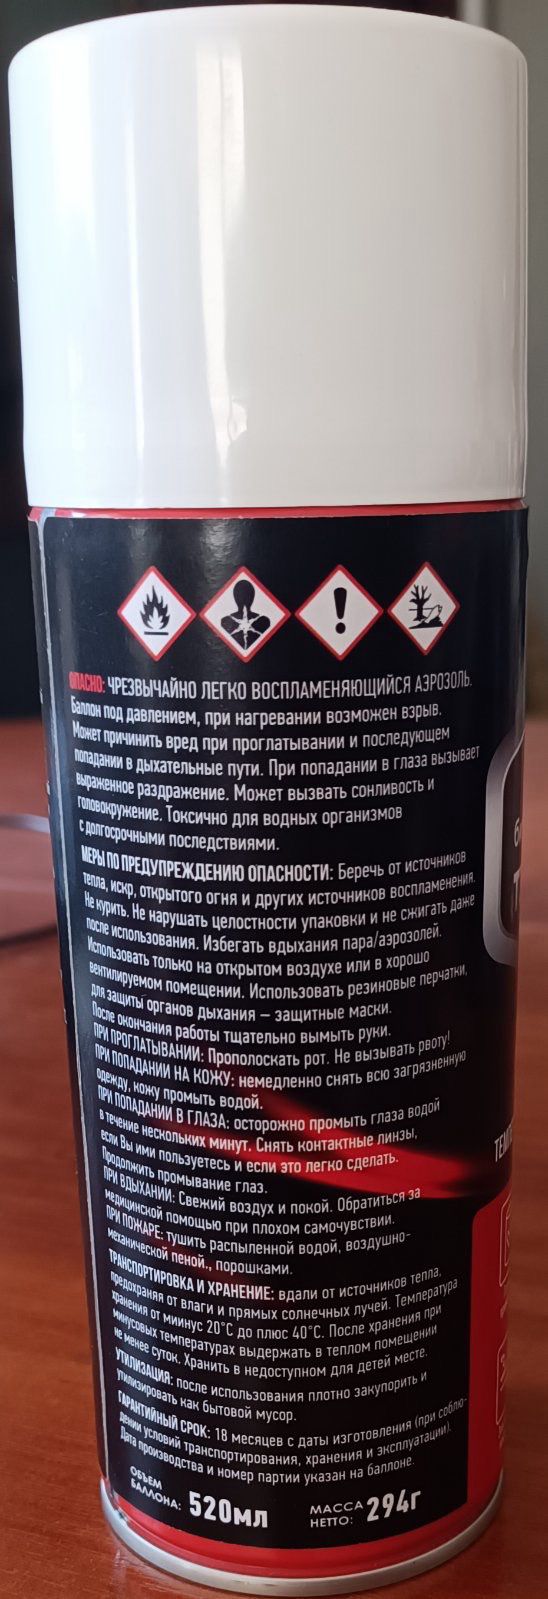 ОПАСНО: ЧРЕЗВЫЧАЙНО ЛЕГКО ВОСПЛАМЕНЯЮЩИЙСЯ АЭРОЗОЛЬ.
Баллон под давлением, при нагревании возможен взрыв.
Может причинить вред при проглатывании и последующем
попадании в дыхательные пути. При попадании в глаза вызывает
выраженное раздражение. Может вызвать сонливость и
головокружение. Токсично для водных организмов
с долгосрочными последствиями.
МЕРЫ ПО ПРЕДУПРЕЖДЕНИЮ ОПАСНОСТИ: Беречь от источников
тепла, искр, открытого огня и других источников воспламенения.
Не курить. Не нарушать целостности упаковки и не сжигать даже
после использования. Избегать вдыхания пара/аэрозолей.
Использовать только на открытом воздухе или в хорошо
вентилируемом помещении. Использовать резиновые перчатки,
для защиты органов дыхания — защитные маски.
После окончания работы тщательно вымыть руки.
ПРИ ПРОГЛАТЫВАНИИ: Прополоскать рот. Не вызывать рвоту!
ПРИ ПОПАДАНИИ НА КОЖУ: немедленно снять всю загрязненную
одежду, кожу промыть водой.
ПРИ ПОПАДАНИИ В ГЛАЗА: осторожно промыть глаза водой
в течение нескольких минут. Снять контактные линзы,
если Вы ими пользуетесь и если это легко сделать.
Продолжить промывание глаз.
ПРИ ВДЫХАНИИ: Свежий воздух и покой. Обратиться за
медицинской помощью при плохом самочувствии.
ПРИ ПОЖАРЕ: тушить распыленной водой, воздушно-
механической пеной., порошками.
ТРАНСПОРТИРОВКА И ХРАНЕНИЕ: вдали от источников тепла,
предохраняя от влаги и прямых солнечных лучей. Температура
хранения от миинус 20°С до плюс 40°С. После хранения при
минусовых температурах выдержать в теплом помещении
не менее суток. Хранить в недоступном для детей месте.
УТИЛИЗАЦИЯ: после использования плотно закупорить и
утилизировать как бытовой мусор.
ГАРАНТИЙНЫЙ СРОК: 18 месяцев с даты изготовления (при соблю-
дении условий транспортирования, хранения и эксплуатации).
Дата производства и номер партии указан на баллоне.
ОБЪЕМ
БАЛЛОНА: 520мл
МАССА
НЕТТО: 294г